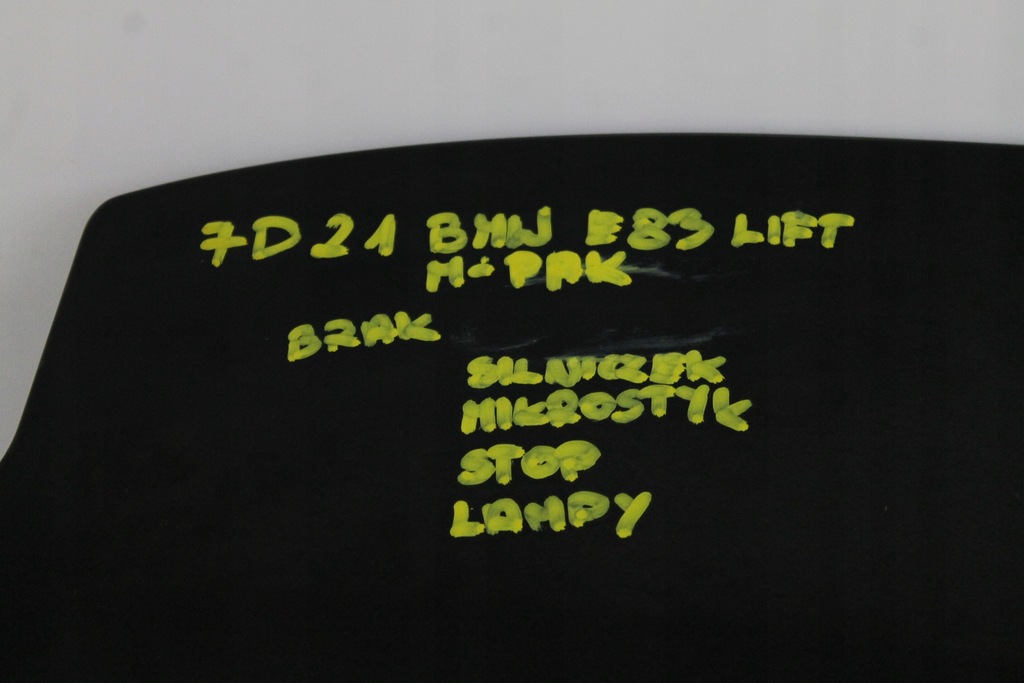 7D21 BMW E83 LIFT
M-PAK
BRAK
SILNICZEK
MIKROSTYK
STOP
LAMPY